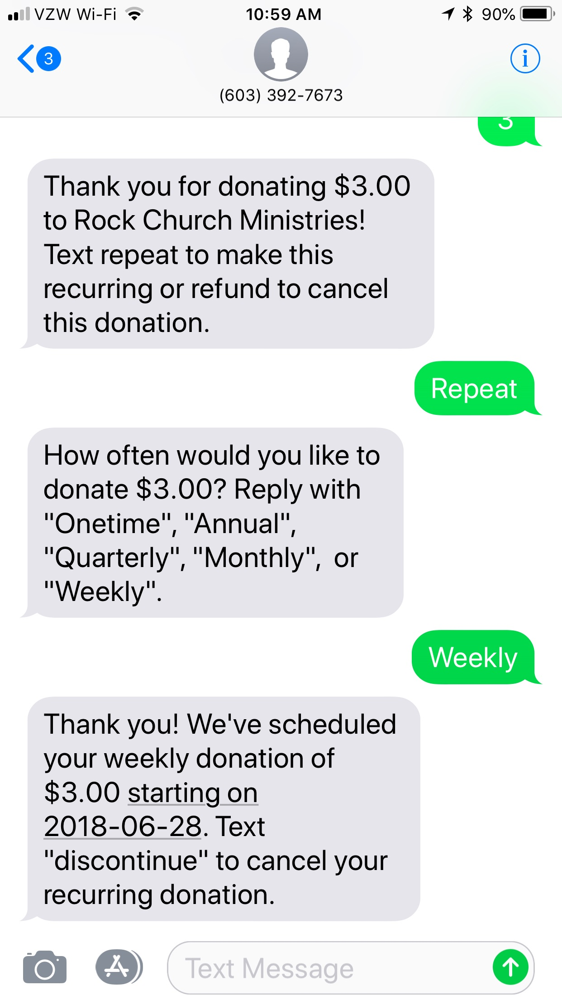 VZW Wi-Fi 10:59 AM 90%
3
(603) 392-7673
3
Thank you for donating $3.00
to Rock Church Ministries!
Text repeat to make this
recurring or refund to cancel
this donation.
Repeat
How often would you like to
donate $3.00? Reply with
"Onetime", "Annual",
"Quarterly", "Monthly",  or
"Weekly".
Weekly
Thank you! We've scheduled
your weekly donation of
$3.00 starting on
2018-06-28. Text
"discontinue" to cancel your
recurring donation.
Text Message